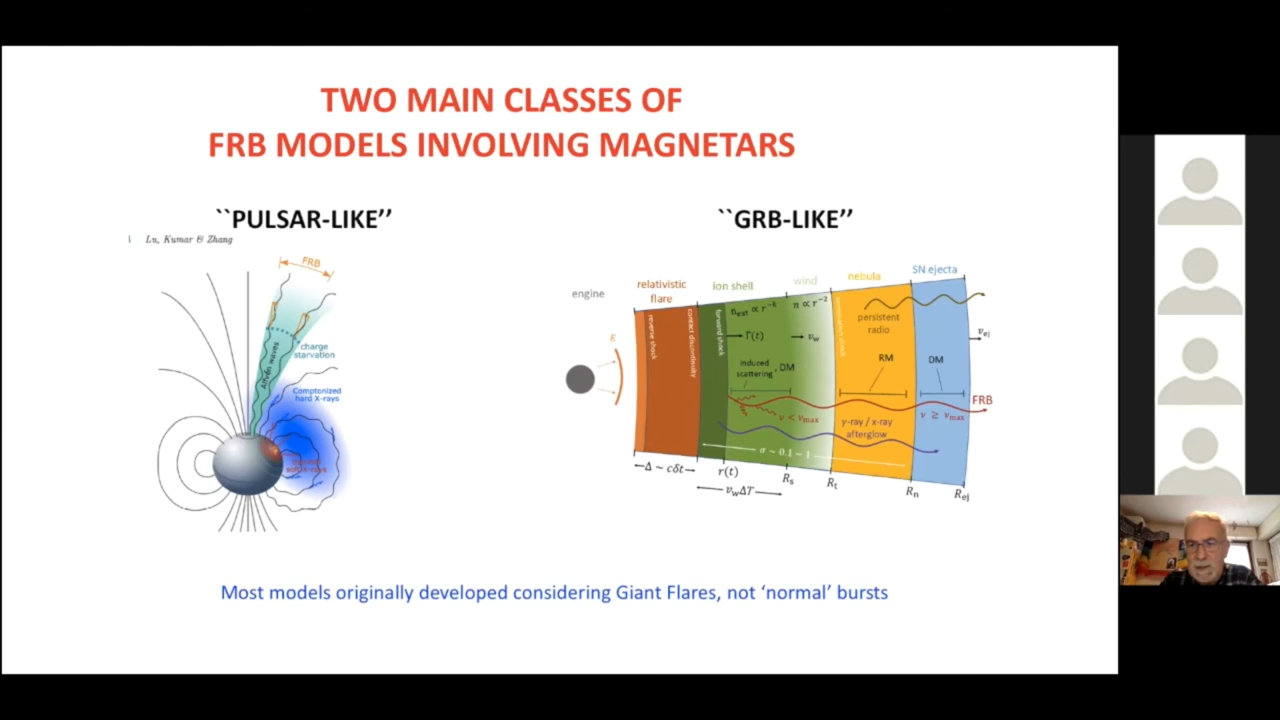 TWO MAIN CLASSES OF
FRB MODELS INVOLVING MAGNETARS
``PULSAR-LIKE’’
Lu, Kumar & Zhang
FRB
charge
starvation
Alfvén waves
Comptonized
hard X-rays
``GRB-LIKE’’
engine
relativistic
flare
ion shell
wind
nebula
SN ejecta
E
reverse shock
contact discontinuity
forward shock
n_ext ∝ r^-k
n ∝ r^-2
Γ(t)
v_w
induced
scattering, DM
ν < ν_max
persistent
radio
RM
DM
v_ej
FRB
ν ≥ ν_max
γ-ray / x-ray
afterglow
σ ~ 0.1 - 1
Δ ~ cδt
r(t)
v_wΔT
R_s
R_t
R_n
R_ej
Most models originally developed considering Giant Flares, not ‘normal’ bursts